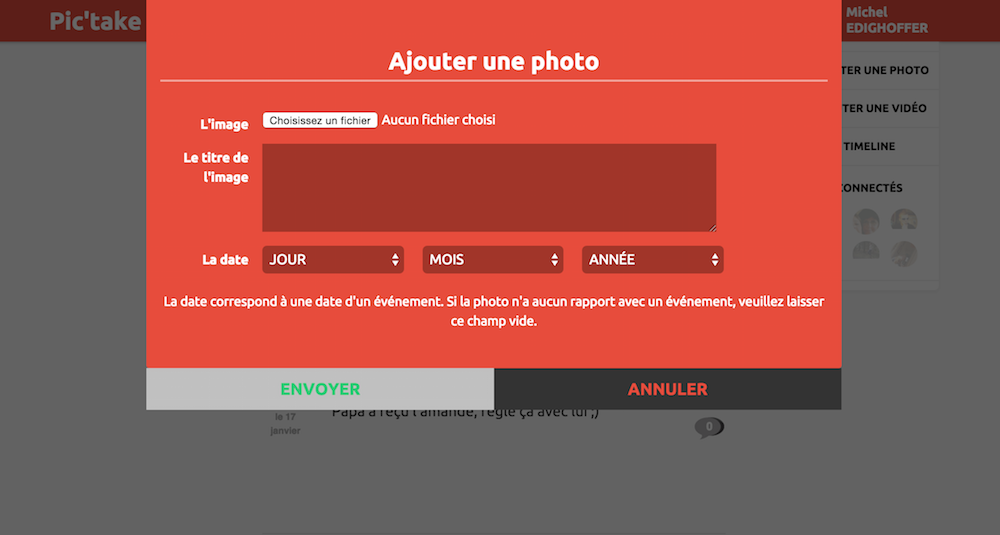 Pic'take
Michel
EDIGHOFFER
Ajouter une photo
TER UNE PHOTO
TER UNE VIDÉO
TIMELINE
ONNECTÉS
L'image
Choisissez un fichier Aucun fichier choisi
Le titre de
l'image
La date
JOUR
MOIS
ANNÉE
La date correspond à une date d'un événement. Si la photo n'a aucun rapport avec un événement, veuillez laisser
ce champ vide.
ENVOYER
ANNULER
le 17
janvier
Papa a reçu l'amande, règle ça avec lui ;)
0